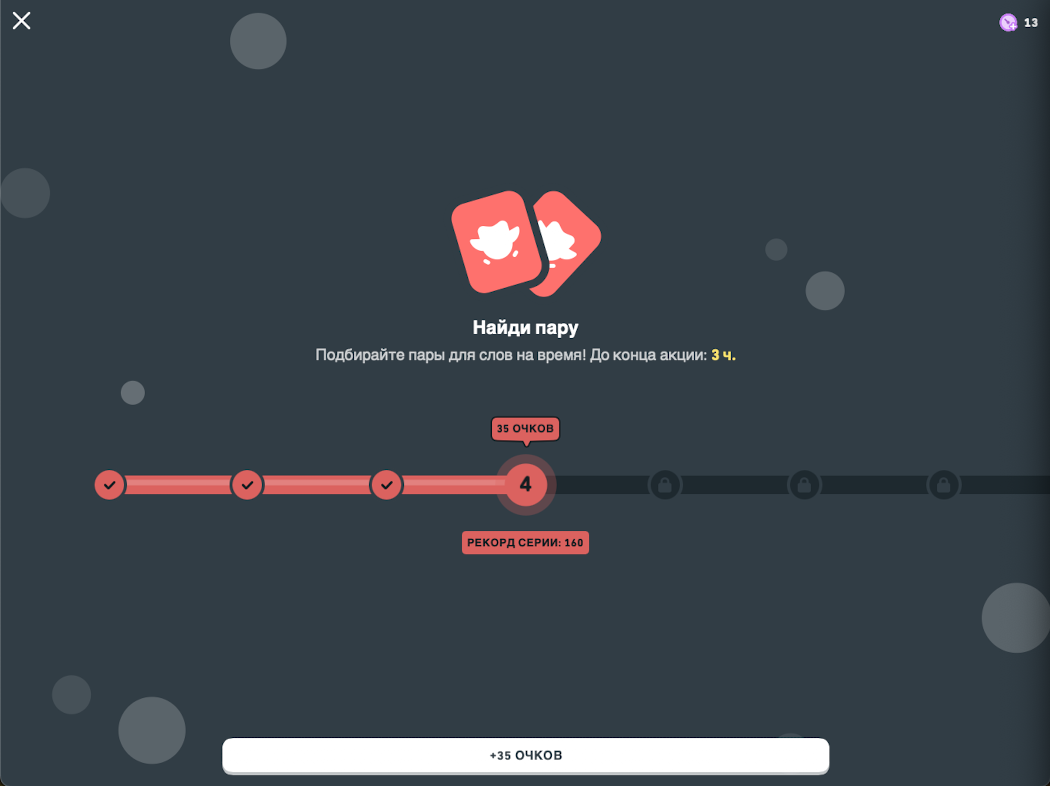 13
Найди пару
Подбирайте пары для слов на время! До конца акции: 3 ч.
35 ОЧКОВ
4
РЕКОРД СЕРИИ: 160
+35 ОЧКОВ